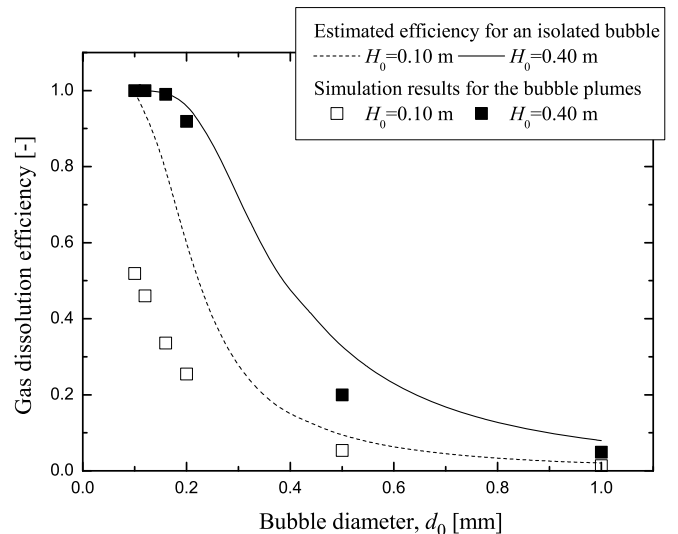 Estimated efficiency for an isolated bubble
H0=0.10 m H0=0.40 m
Simulation results for the bubble plumes
H0=0.10 m H0=0.40 m
1.0
0.8
0.6
0.4
0.2
0.0
Gas dissolution efficiency [-]
0.0 0.2 0.4 0.6 0.8 1.0
Bubble diameter, d0 [mm]